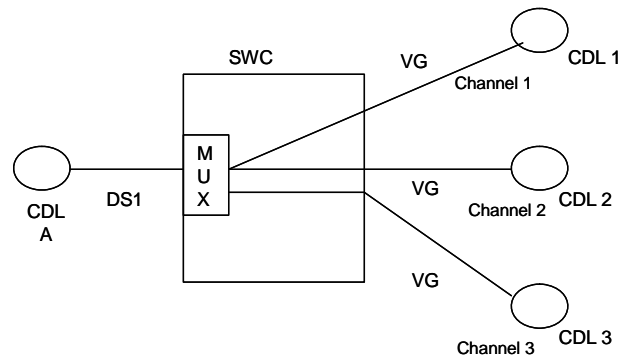 SWC
VG
CDL 1
Channel 1
M
U
X
DS1
CDL
A
VG
Channel 2
CDL 2
VG
Channel 3
CDL 3